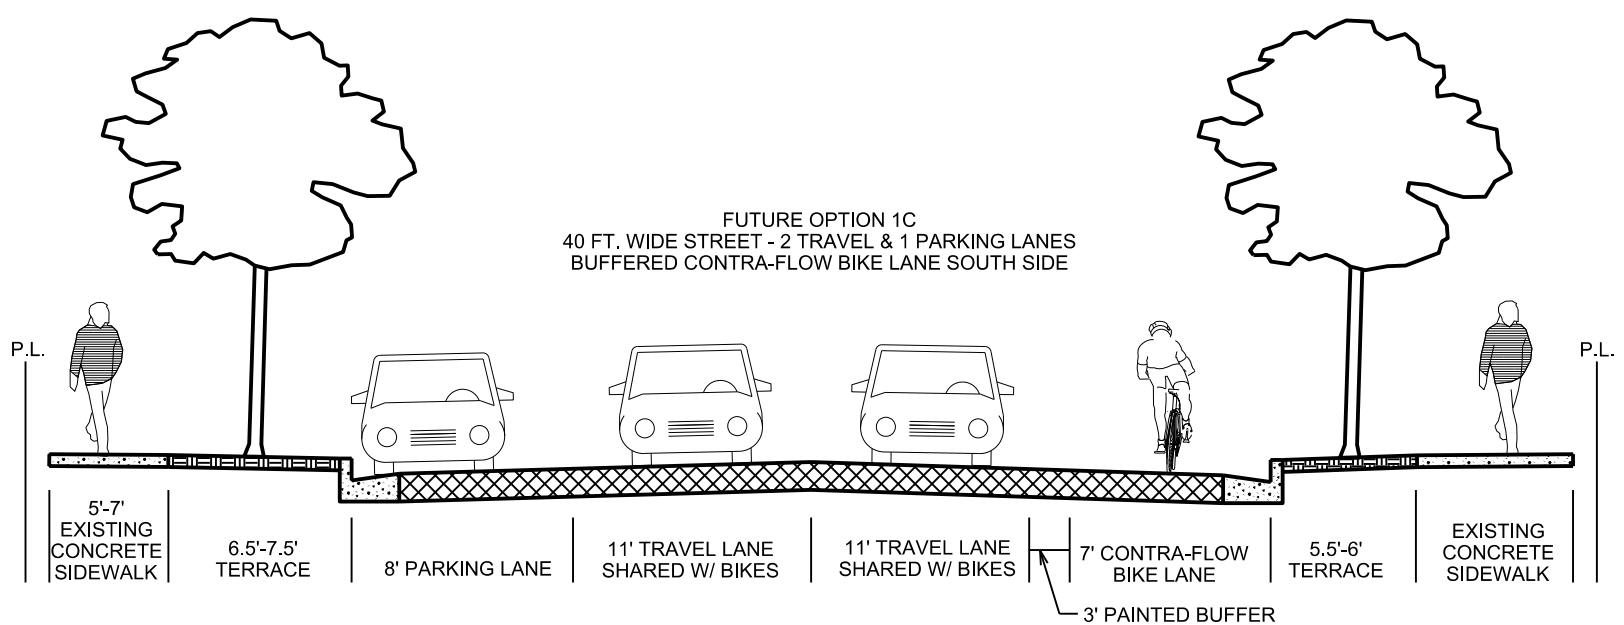 FUTURE OPTION 1C
40 FT. WIDE STREET - 2 TRAVEL & 1 PARKING LANES
BUFFERED CONTRA-FLOW BIKE LANE SOUTH SIDE
P.L.
P.L.
5'-7'
EXISTING
CONCRETE
SIDEWALK
6.5'-7.5'
TERRACE
8' PARKING LANE
11' TRAVEL LANE
SHARED W/ BIKES
11' TRAVEL LANE
SHARED W/ BIKES
7' CONTRA-FLOW
BIKE LANE
5.5'-6'
TERRACE
EXISTING
CONCRETE
SIDEWALK
3' PAINTED BUFFER